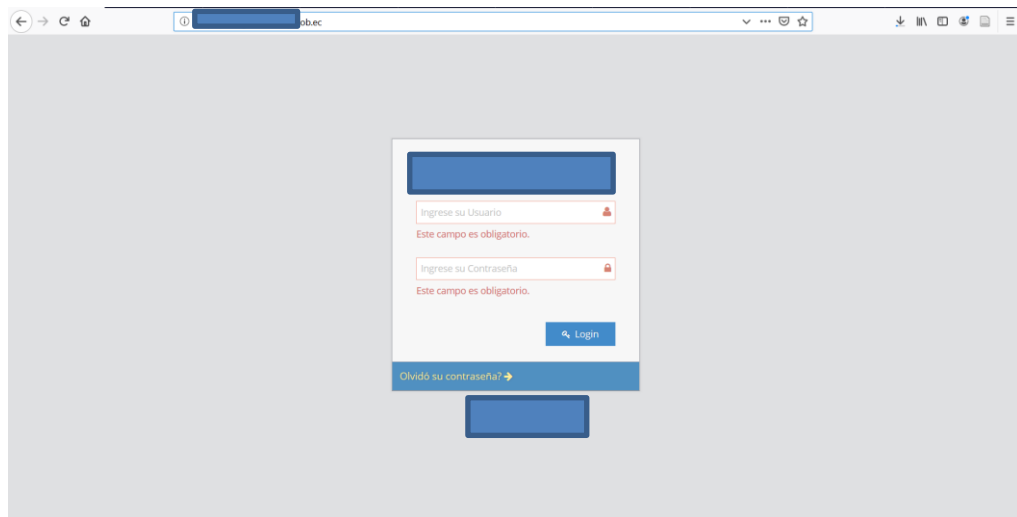 ob.ec
Ingrese su Usuario
Este campo es obligatorio.
Ingrese su Contraseña
Este campo es obligatorio.
Login
Olvidó su contraseña?